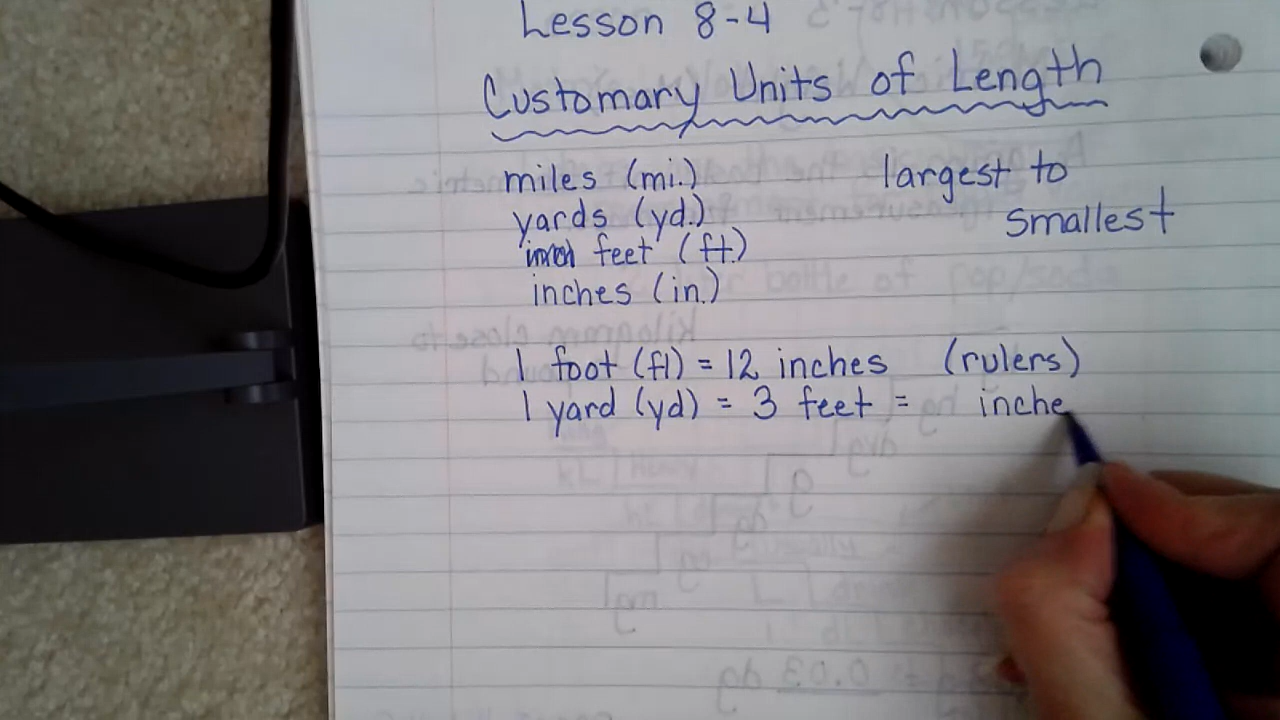 Lesson 8-4
Customary Units of Length
miles (mi.) largest to
yards (yd.) smallest
feet (ft.)
inches (in.)
1 foot (ft) = 12 inches (rulers)
1 yard (yd) = 3 feet = inche